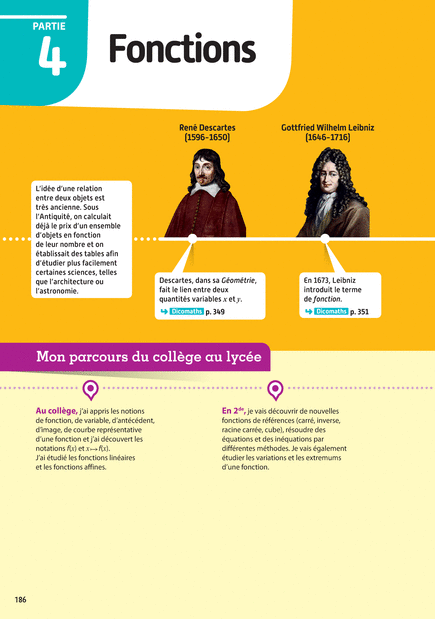 PARTIE
4
Fonctions
René Descartes
(1596-1650)
Gottfried Wilhelm Leibniz
(1646-1716)
L'idée d'une relation
entre deux objets est
très ancienne. Sous
l'Antiquité, on calculait
déjà le prix d'un ensemble
d'objets en fonction
de leur nombre et on
établissait des tables afin
d'étudier plus facilement
certaines sciences, telles
que l'architecture ou
l'astronomie.
Descartes, dans sa Géométrie,
fait le lien entre deux
quantités variables x et y.
Dicomaths p. 349
En 1673, Leibniz
introduit le terme
de fonction.
Dicomaths p. 351
Mon parcours du collège au lycée
Au collège, j'ai appris les notions
de fonction, de variable, d'antécédent,
d'image, de courbe représentative
d'une fonction et j'ai découvert les
notations f(x) et x ↦ f(x).
J'ai étudié les fonctions linéaires
et les fonctions affines.
En 2de, je vais découvrir de nouvelles
fonctions de références (carré, inverse,
racine carrée, cube), résoudre des
équations et des inéquations par
différentes méthodes. Je vais également
étudier les variations et les extremums
d'une fonction.
186